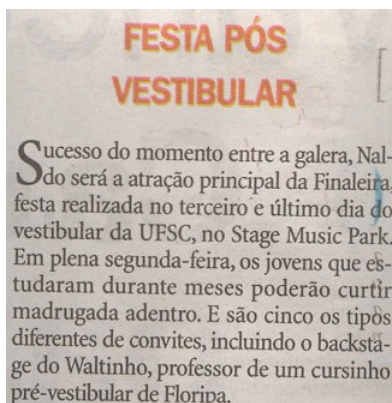 FESTA PÓS
VESTIBULAR
Sucesso do momento entre a galera, Nal-
do será a atração principal da Finaleira,
festa realizada no terceiro e último dia do
vestibular da UFSC, no Stage Music Park.
Em plena segunda-feira, os jovens que es-
tudaram durante meses poderão curtir
madrugada adentro. E são cinco os tipos
diferentes de convites, incluindo o backsta-
ge do Waltinho, professor de um cursinho
pré-vestibular de Floripa.